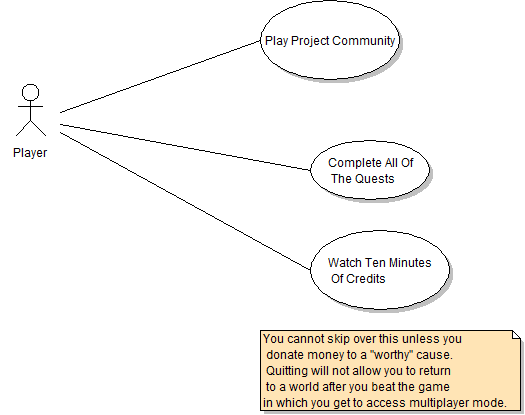 Play Project Community
Player
Complete All Of
The Quests
Watch Ten Minutes
Of Credits
You cannot skip over this unless you
donate money to a "worthy" cause.
Quitting will not allow you to return
to a world after you beat the game
in which you get to access multiplayer mode.